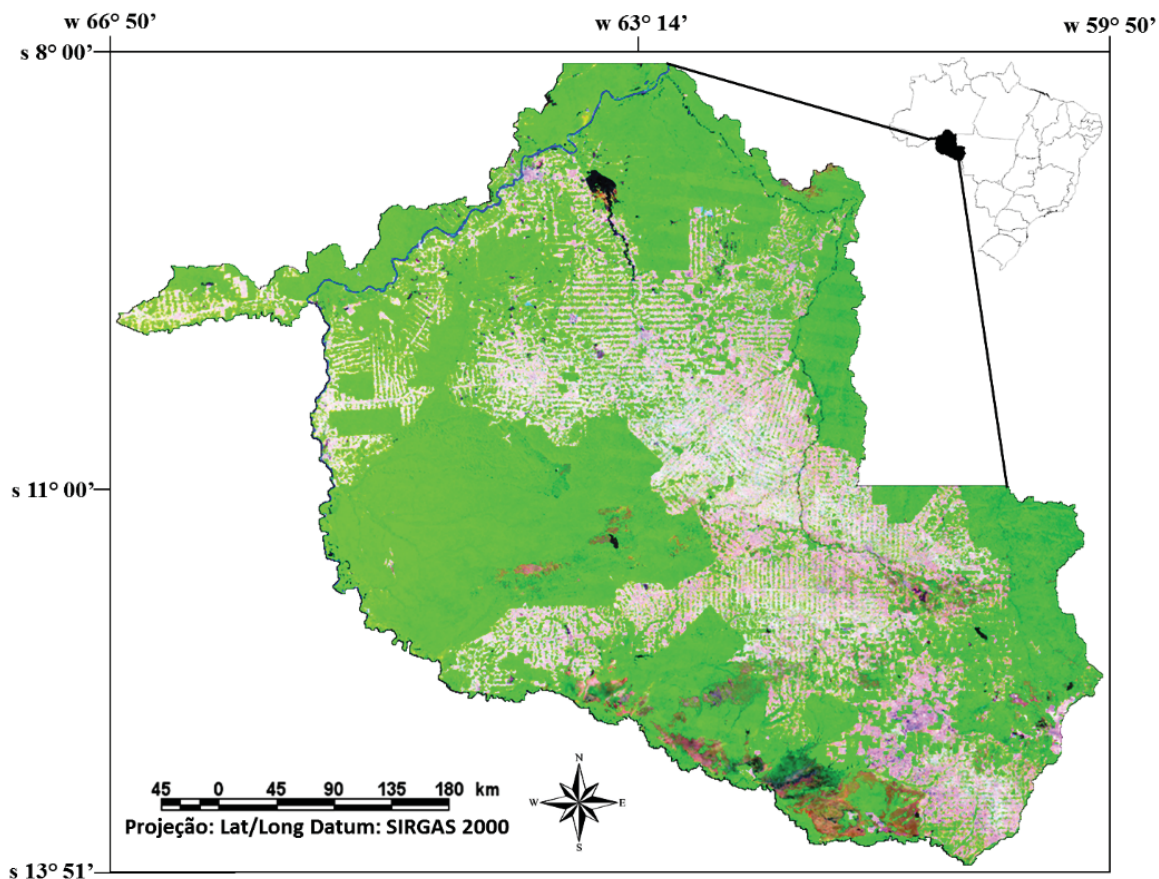 w 66° 50’ w 63° 14’ w 59° 50’
s 8° 00’
s 11° 00’
N
45 0 45 90 135 180 km
W E
Projeção: Lat/Long Datum: SIRGAS 2000
S
s 13° 51’